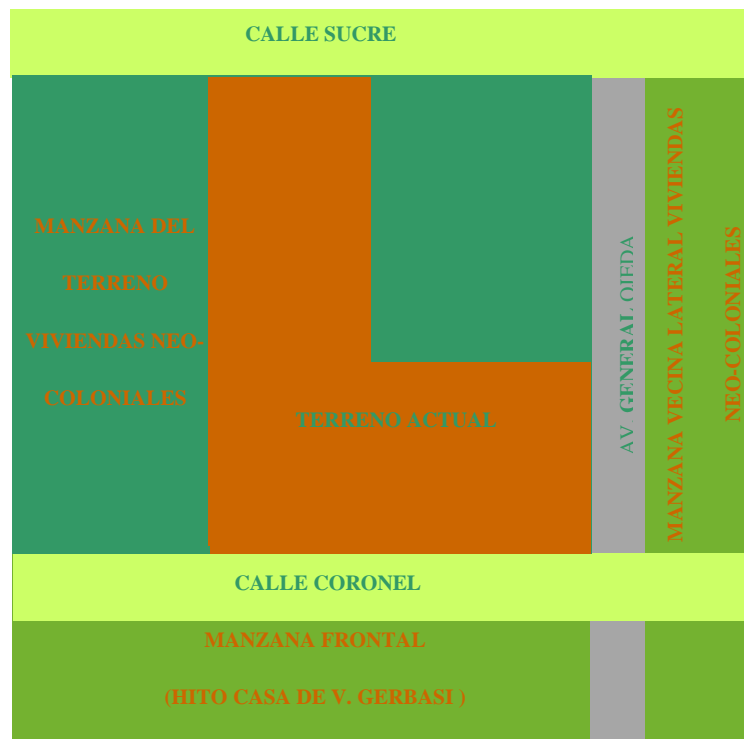 CALLE SUCRE
MANZANA DEL
TERRENO
VIVIENDAS NEO-
COLONIALES
TERRENO ACTUAL
AV. GENERAL OJEDA
MANZANA VECINA LATERAL VIVIENDAS
NEO-COLONIALES
CALLE CORONEL
MANZANA FRONTAL
(HITO CASA DE V. GERBASI )